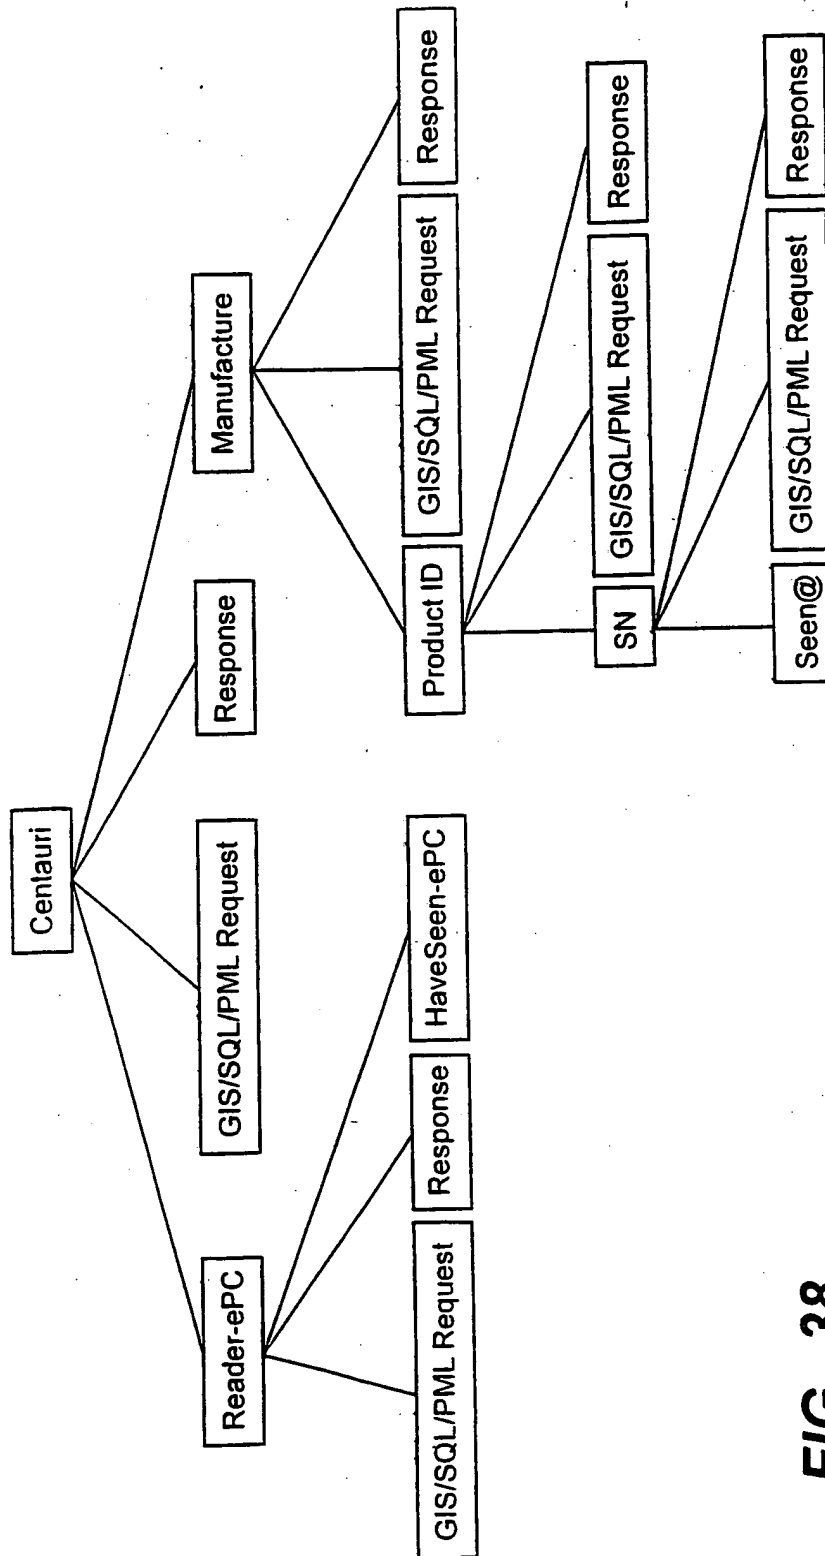 Centauri
Reader-ePC
GIS/SQL/PML Request
Response
Manufacture
GIS/SQL/PML Request
Response
HaveSeen-ePC
Product ID
GIS/SQL/PML Request
Response
SN
GIS/SQL/PML Request
Response
Seen@
GIS/SQL/PML Request
Response
FIG. 38